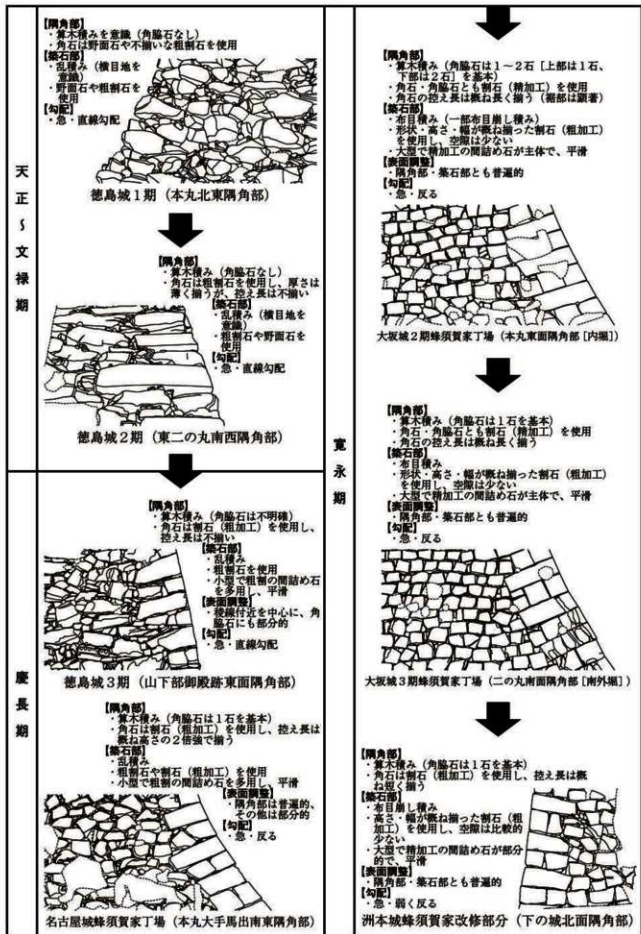 天正～文禄期
【隅角部】
・算木積みを意識（角脇石なし）
・角石は野面石や不揃いな粗割石を使用
【築石部】
・乱積み（横目地を
意識）
・野面石や粗割石を
使用
【勾配】
・急・直線勾配
徳島城1期（本丸北東隅角部）
【隅角部】
・算木積み（角脇石なし）
・角石は粗割石を使用し、厚さは
薄く揃うが、控え長は不揃い
【築石部】
・乱積み（横目地を
意識）
・粗割石や野面石を
使用
【勾配】
・急・直線勾配
徳島城2期（東二の丸南西隅角部）
慶長期
【隅角部】
・算木積み（角脇石は不明確）
・角石は割石（粗加工）を使用し、
控え長は不揃い
【築石部】
・乱積み
・粗割石を使用
・小型で粗割の間詰め石
を多用し、平滑
【表面調整】
・稜線付近を中心に、角
脇石にも部分的
【勾配】
・急・直線勾配
徳島城3期（山下部御殿跡東面隅角部）
【隅角部】
・算木積み（角脇石は1石を基本）
・角石は割石（粗加工）を使用し、控え長は
概ね高さの2倍強で揃う
【築石部】
・乱積み
・粗割石や割石（粗加工）を使用
・小型で粗割の間詰め石を多用し、平滑
【表面調整】
・隅角部は普遍的、
その他は部分的
【勾配】
・急・反る
名古屋城蜂須賀家丁場（本丸大手馬出南東隅角部）
寛永期
【隅角部】
・算木積み（角脇石は1～2石［上部は1石、
下部は2石］を基本）
・角石・角脇石とも割石（精加工）を使用
・角石の控え長は概ね長く揃う（裾部は顕著）
【築石部】
・布目積み（一部布目崩し積み）
・形状・高さ・幅が概ね揃った割石（粗加工）
を使用し、空隙は少ない
・大型で精加工の間詰め石が主体で、平滑
【表面調整】
・隅角部・築石部とも普遍的
【勾配】
・急・反る
大坂城2期蜂須賀家丁場（本丸東面隅角部［内堀］）
【隅角部】
・算木積み（角脇石は1石を基本）
・角石・角脇石とも割石（精加工）を使用
・角石の控え長は概ね長く揃う
【築石部】
・布目積み
・形状・高さ・幅が概ね揃った割石（粗加工）
を使用し、空隙は少ない
・大型で精加工の間詰め石が主体で、平滑
【表面調整】
・隅角部・築石部とも普遍的
【勾配】
・急・反る
大坂城3期蜂須賀家丁場（二の丸南面隅角部［南外堀］）
【隅角部】
・算木積み（角脇石は1石を基本）
・角石は割石（粗加工）を使用し、控え長は概
ね短く揃う
【築石部】
・布目崩し積み
・高さ・幅が概ね揃った割石（粗
加工）を使用し、空隙は比較的
少ない
・大型で精加工の間詰め石が部分
的で、平滑
【表面調整】
・隅角部・築石部とも普遍的
【勾配】
・急・弱く反る
洲本城蜂須賀家改修部分（下の城北面隅角部）